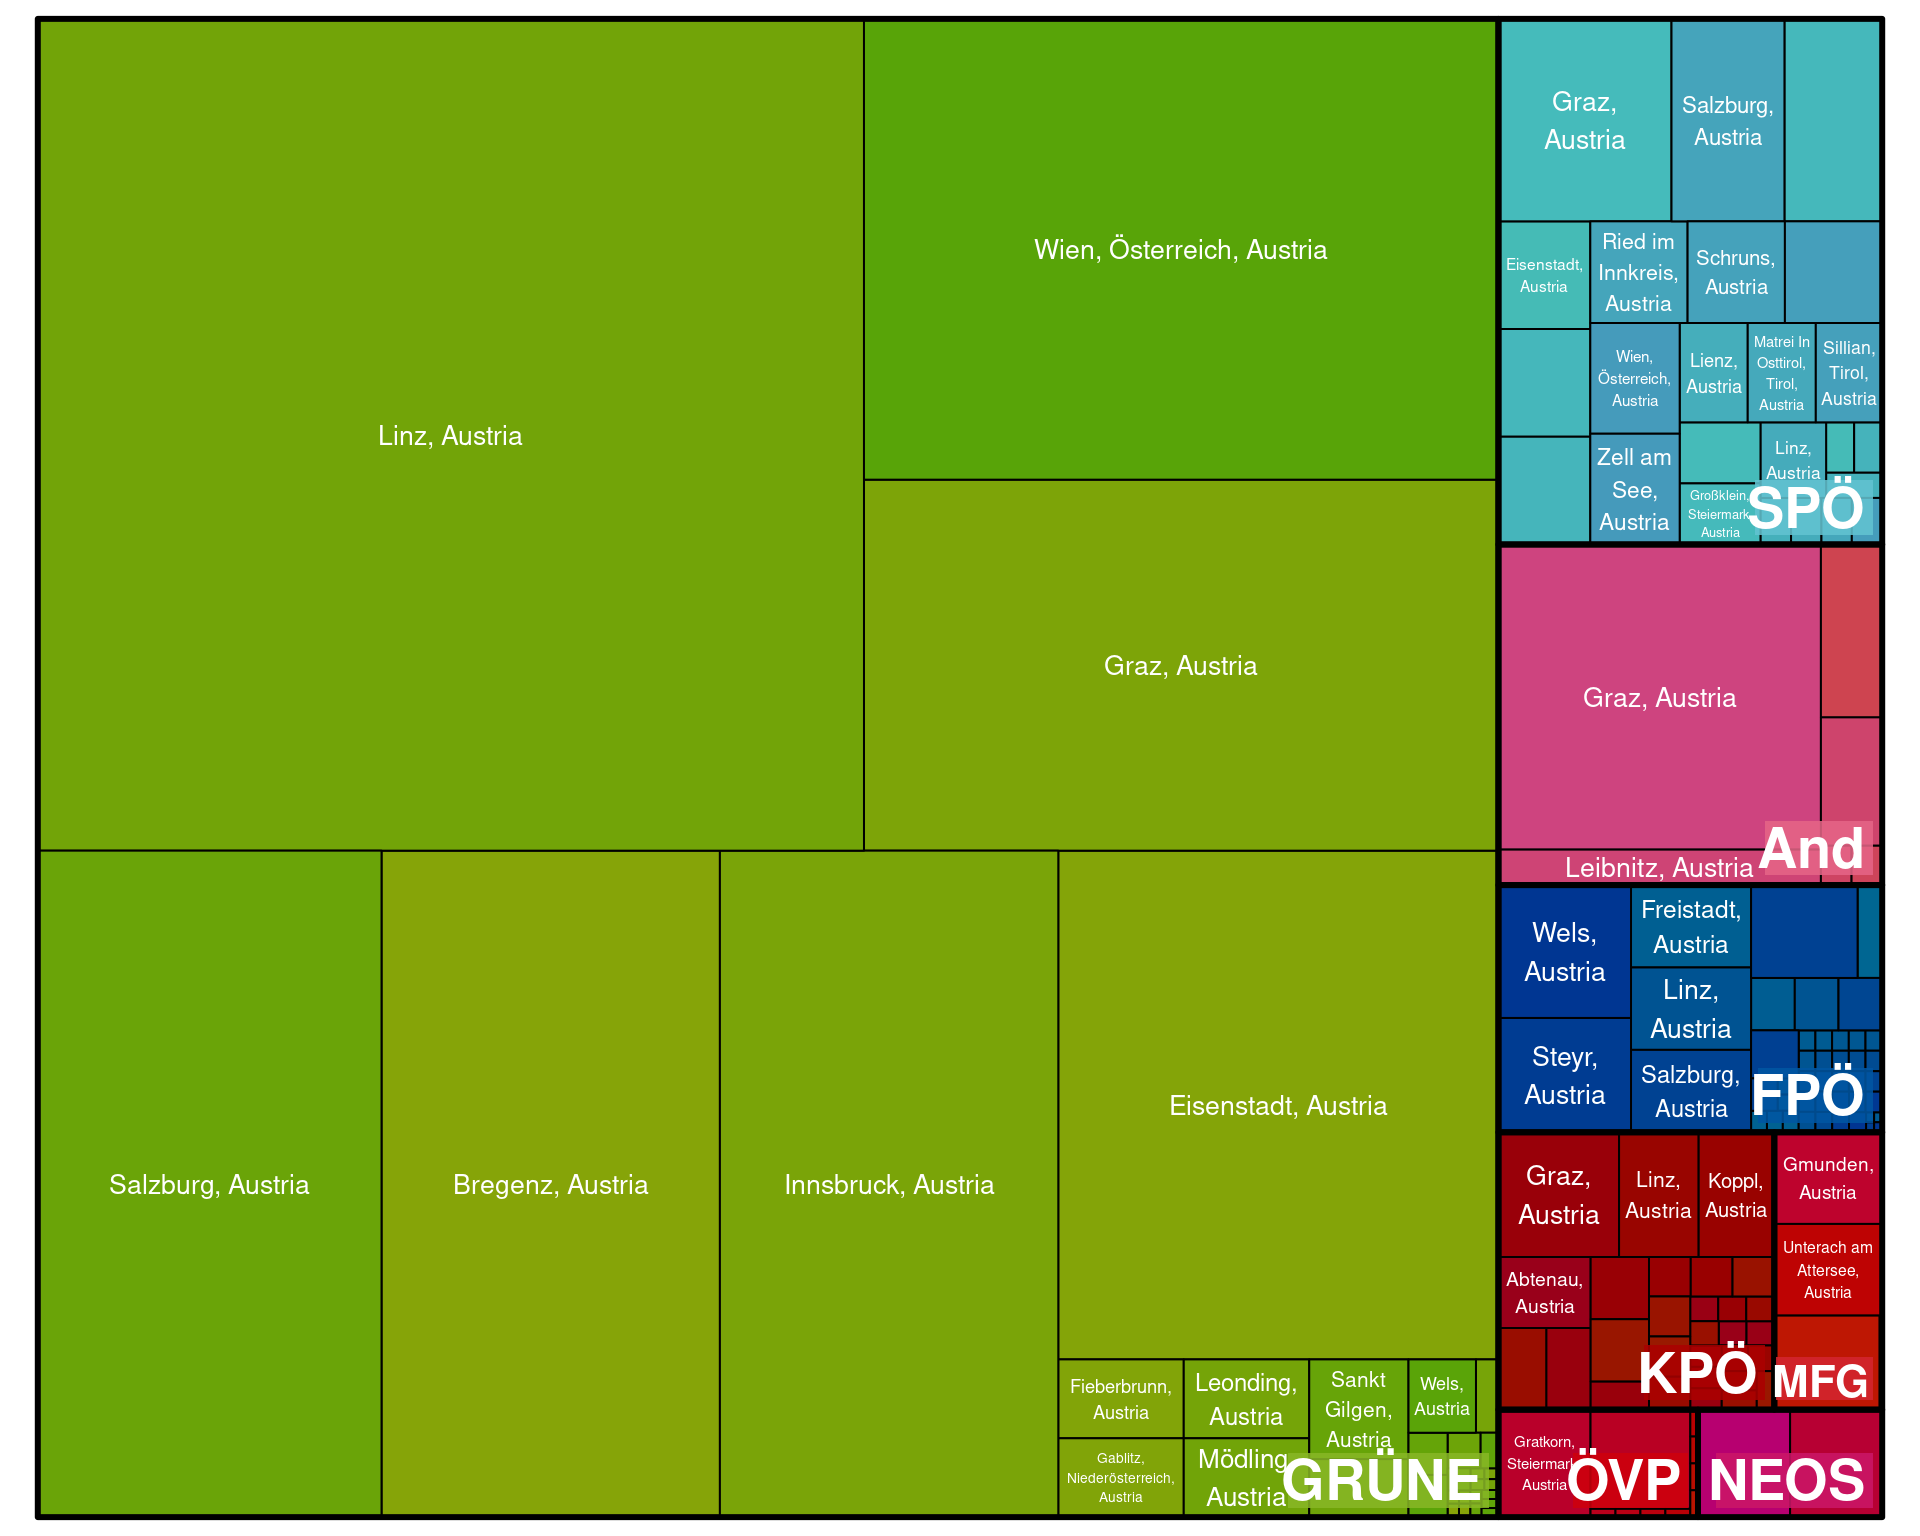 Linz, Austria
Wien, Österreich, Austria
Graz, Austria
Salzburg, Austria
Bregenz, Austria
Innsbruck, Austria
Eisenstadt, Austria
Fieberbrunn,
Austria
Leonding,
Austria
Sankt
Gilgen,
Austria
Wels,
Austria
Gablitz,
Niederösterreich,
Austria
Mödling
Austria
GRÜNE
Graz,
Austria
Salzburg,
Austria
Eisenstadt,
Austria
Ried im
Innkreis,
Austria
Schruns,
Austria
Wien,
Österreich,
Austria
Lienz,
Austria
Matrei In
Osttirol,
Tirol,
Austria
Sillian,
Tirol,
Austria
Zell am
See,
Austria
Linz,
Austria
Großklein,
Steiermark
Austria
SPÖ
Graz, Austria
Leibnitz, Austria
And
Wels,
Austria
Freistadt,
Austria
Linz,
Austria
Steyr,
Austria
Salzburg,
Austria
FPÖ
Graz,
Austria
Linz,
Austria
Koppl,
Austria
Abtenau,
Austria
KPÖ
Gmunden,
Austria
Unterach am
Attersee,
Austria
MFG
Gratkorn,
Steiermark
Austria
ÖVP
NEOS